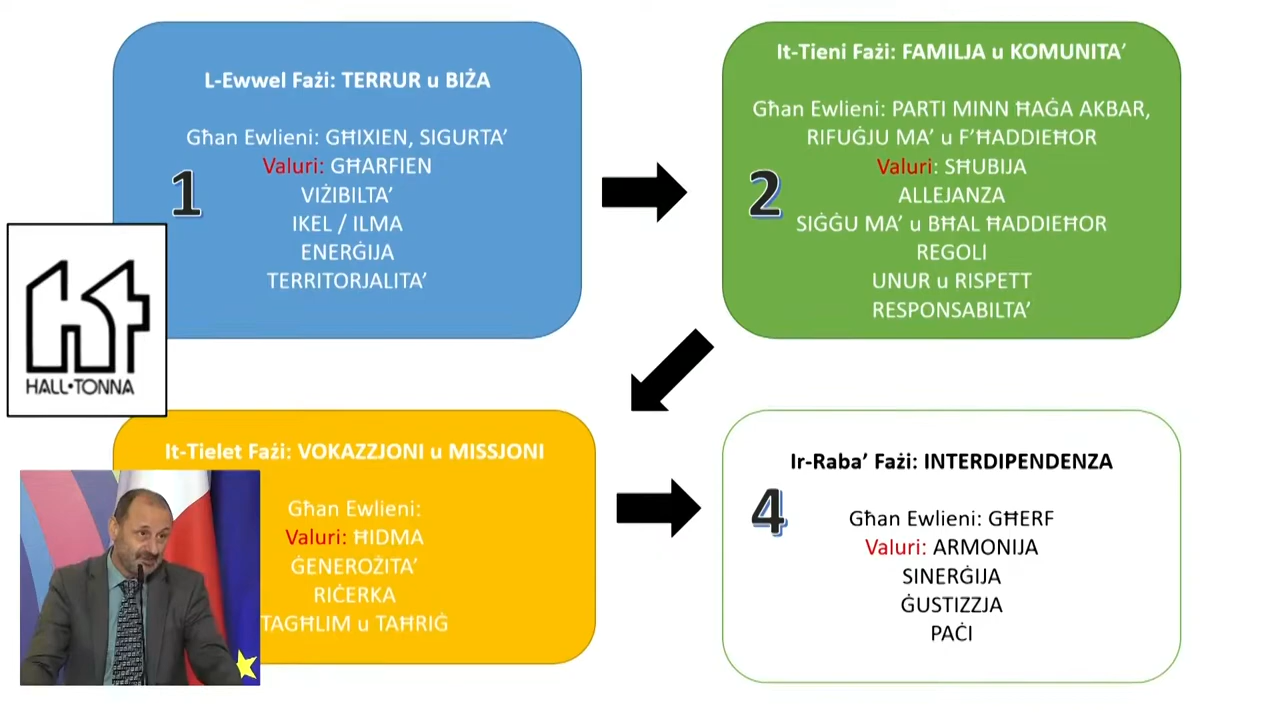 L-Ewwel Fażi: TERRUR u BIŻA
Għan Ewlieni: GĦIXIEN, SIGURTA’
Valuri: GĦARFIEN
VIŻIBILTA’
IKEL / ILMA
ENERĠIJA
TERRITORJALITA’
1
It-Tieni Fażi: FAMILJA u KOMUNITA’
Għan Ewlieni: PARTI MINN ĦAĠA AKBAR,
RIFUĠJU MA’ u F’ĦADDIEĦOR
Valuri: SĦUBIJA
ALLEJANZA
SIĠĠU MA’ u BĦAL ĦADDIEĦOR
REGOLI
UNUR u RISPETT
RESPONSABILTA’
2
HALL•TONNA
It-Tielet Fażi: VOKAZZJONI u MISSJONI
Għan Ewlieni:
Valuri: ĦIDMA
ĠENEROŻITA’
RIĊERKA
TAGĦLIM u TAĦRIĠ
Ir-Raba’ Fażi: INTERDIPENDENZA
Għan Ewlieni: GĦERF
Valuri: ARMONIJA
SINERĠIJA
ĠUSTIZZJA
PAĊI
4